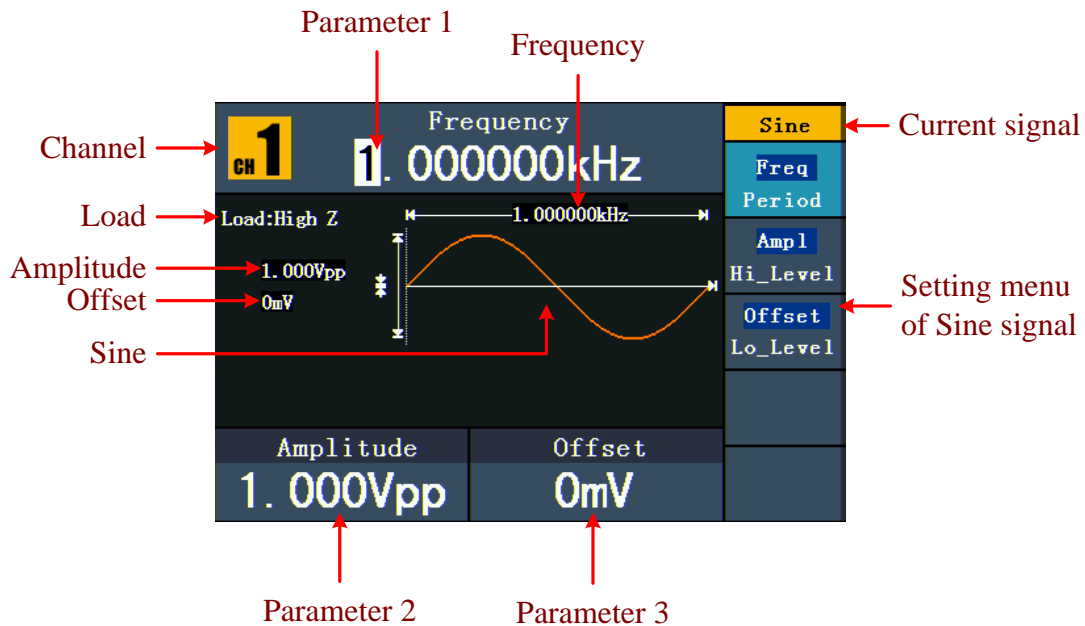 Parameter 1
Frequency
Channel
CH 1
Frequency
1.000000kHz
Sine
Current signal
Freq
Period
Load
Load:High Z
1.000000kHz
Amplitude
1.000Vpp
Ampl
Hi_Level
Offset
0mV
Offset
Lo_Level
Setting menu
of Sine signal
Sine
Amplitude
1.000Vpp
Offset
0mV
Parameter 2
Parameter 3